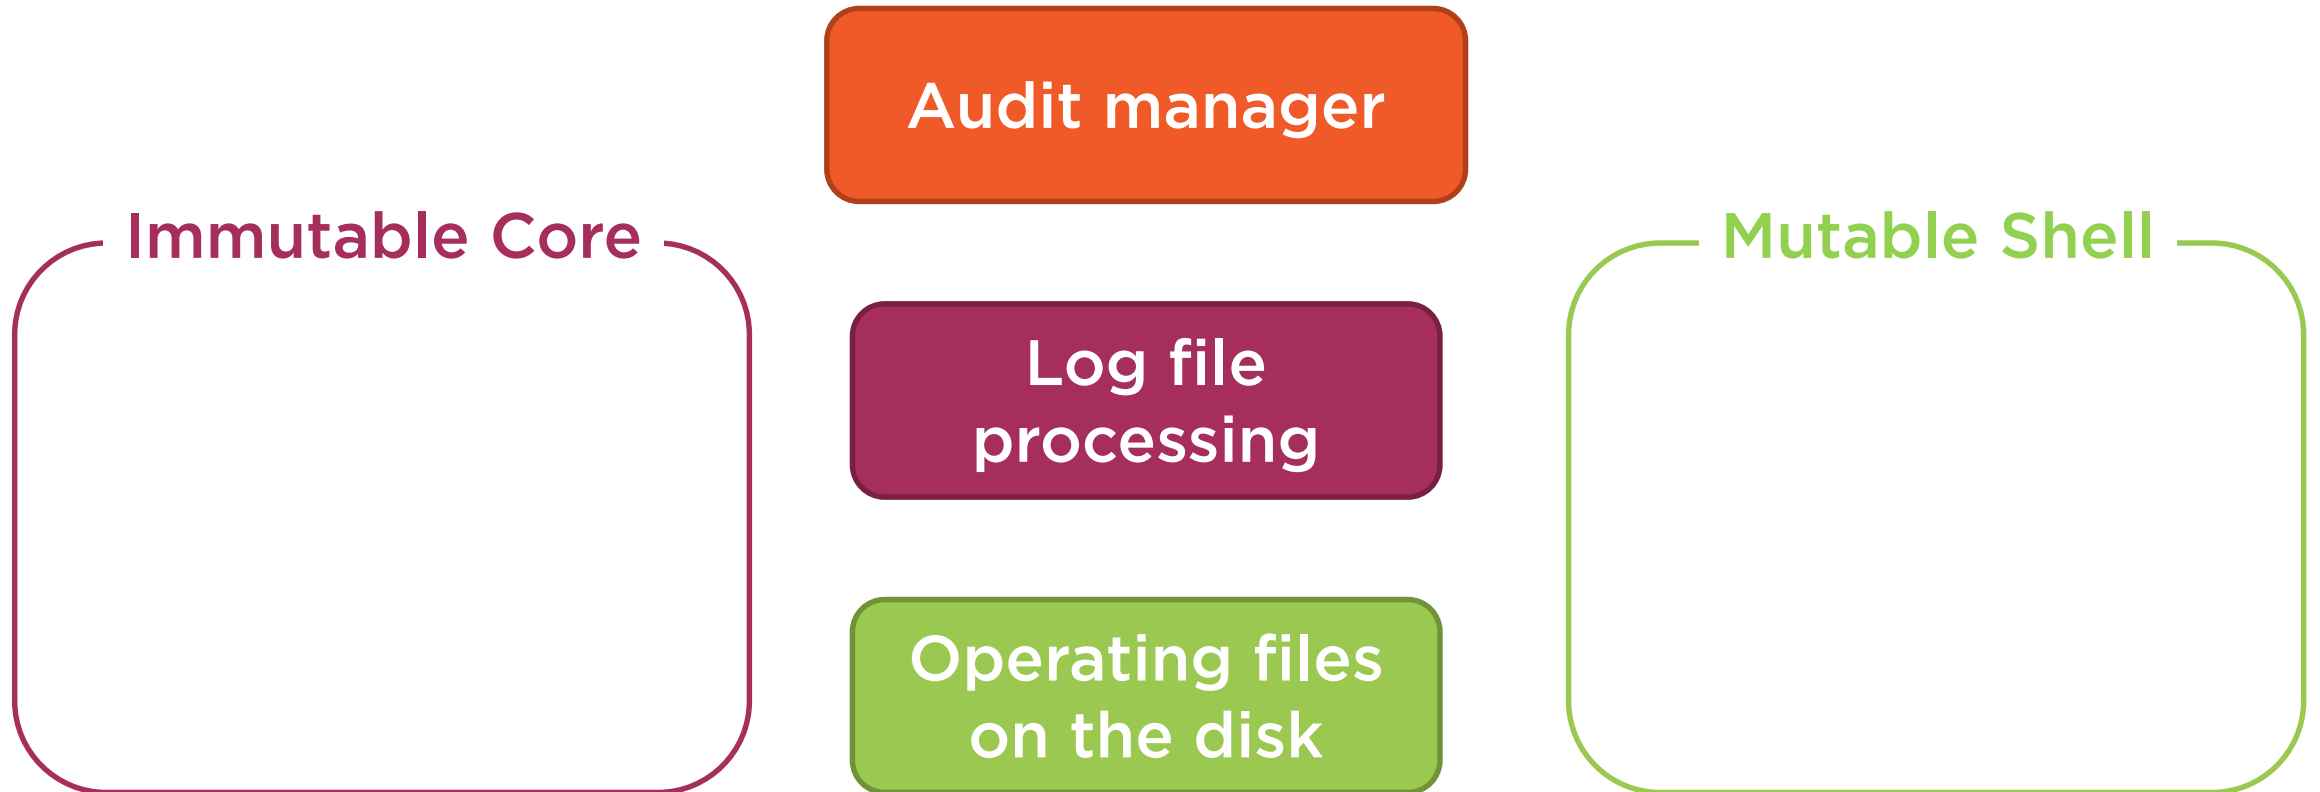 Audit manager
Immutable Core
Mutable Shell
Log file
processing
Operating files
on the disk